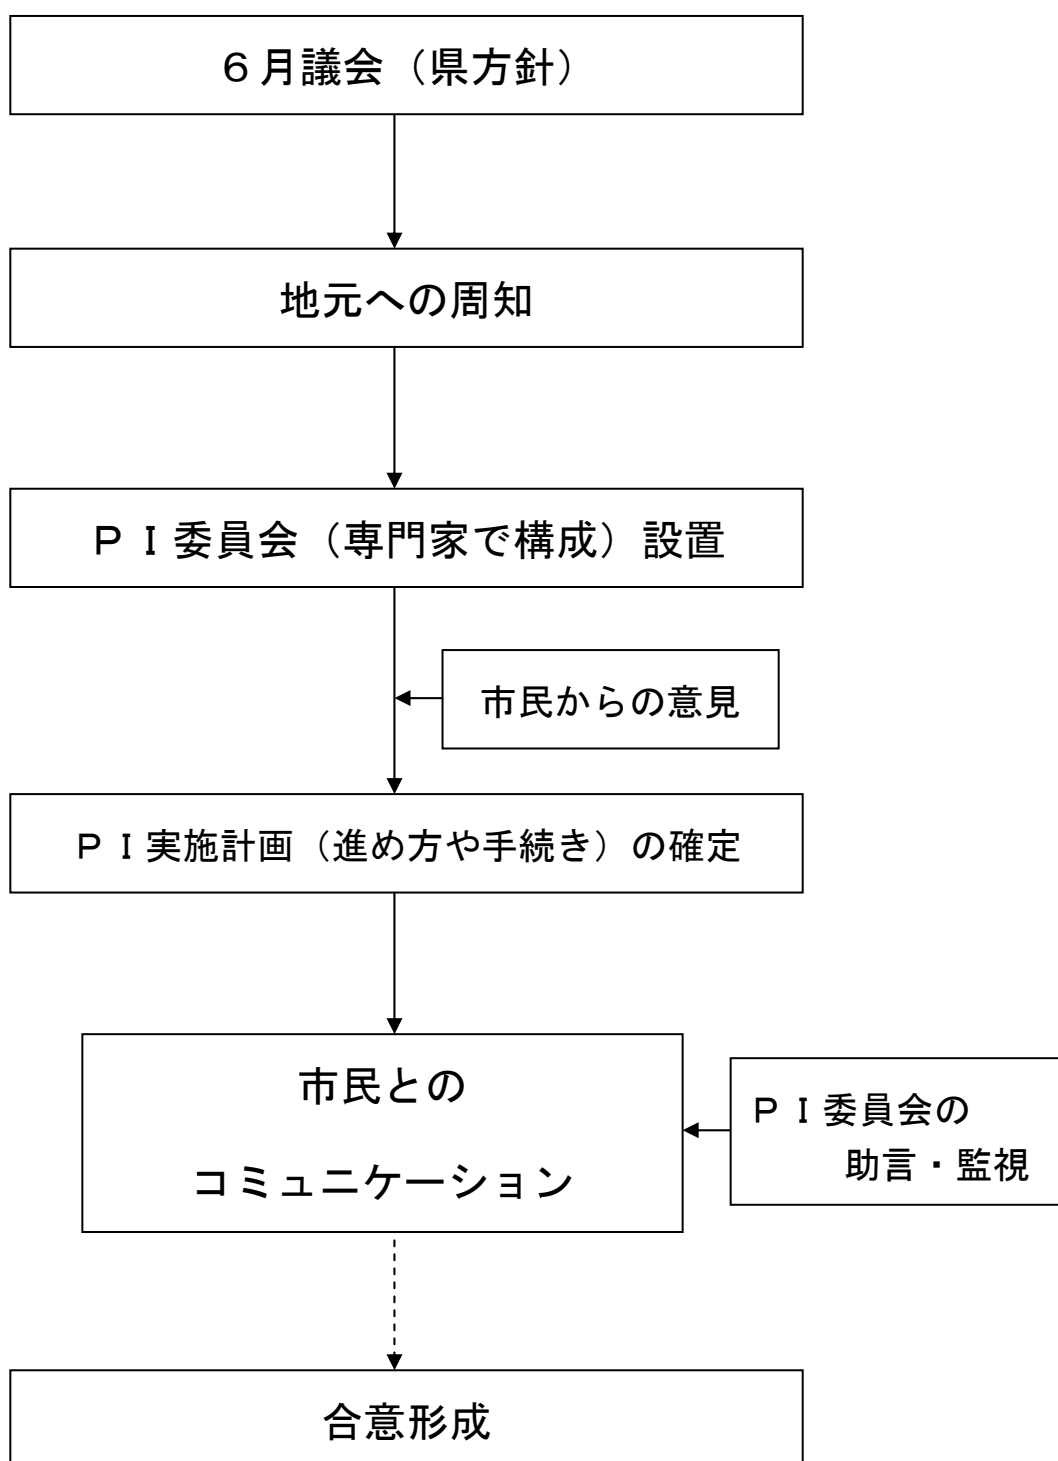 ６月議会（県方針）
地元への周知
ＰＩ委員会（専門家で構成）設置
市民からの意見
ＰＩ実施計画（進め方や手続き）の確定
市民との
コミュニケーション
ＰＩ委員会の
助言・監視
合意形成